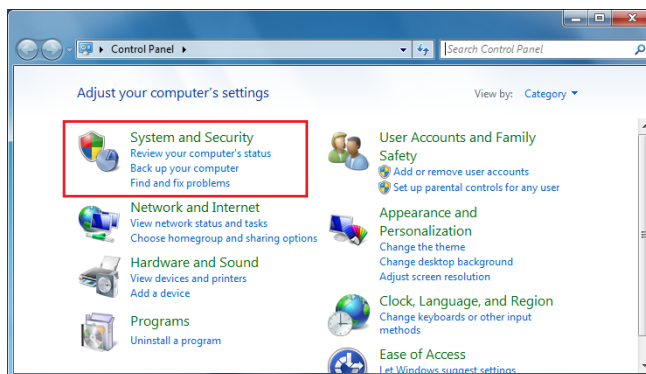 Control Panel
Search Control Panel
Adjust your computer's settings
View by: Category
System and Security
Review your computer's status
Back up your computer
Find and fix problems
Network and Internet
View network status and tasks
Choose homegroup and sharing options
Hardware and Sound
View devices and printers
Add a device
Programs
Uninstall a program
User Accounts and Family
Safety
Add or remove user accounts
Set up parental controls for any user
Appearance and
Personalization
Change the theme
Change desktop background
Adjust screen resolution
Clock, Language, and Region
Change keyboards or other input
methods
Ease of Access
Let Windows suggest settings